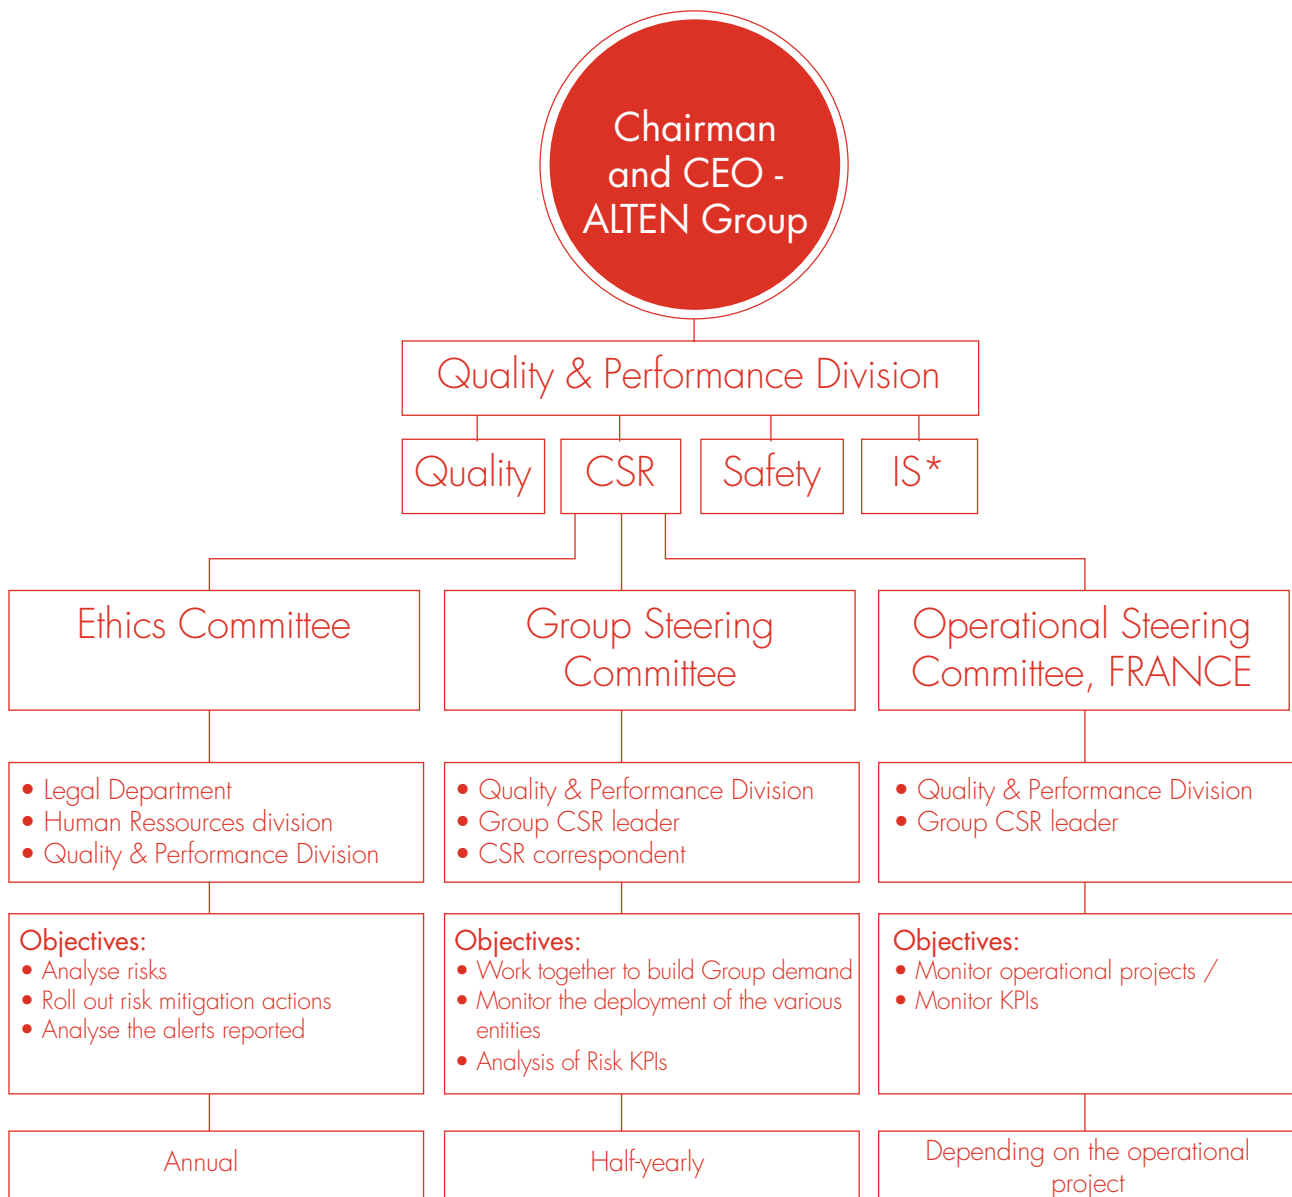 Chairman
and CEO -
ALTEN Group
Quality & Performance Division
Quality
CSR
Safety
IS*
Ethics Committee
Group Steering
Committee
Operational Steering
Committee, FRANCE
• Legal Department
• Human Ressources division
• Quality & Performance Division
• Quality & Performance Division
• Group CSR leader
• CSR correspondent
• Quality & Performance Division
• Group CSR leader
Objectives:
• Analyse risks
• Roll out risk mitigation actions
• Analyse the alerts reported
Objectives:
• Work together to build Group demand
• Monitor the deployment of the various
entities
• Analysis of Risk KPIs
Objectives:
• Monitor operational projects /
• Monitor KPIs
Annual
Half-yearly
Depending on the operational
project